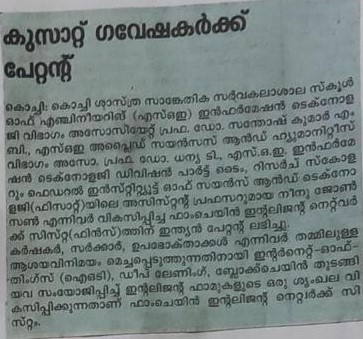 കുസാറ്റ് ഗവേഷകർക്ക്
പേറ്റന്റ്
കൊച്ചി: കൊച്ചി ശാസ്ത്ര സാങ്കേതിക സർവകലാശാല സ്കൂൾ
ഓഫ് എഞ്ചിനീയറിങ് (എസ്ഒഇ) ഇൻഫർമേഷൻ ടെക്നോള
ജി വിഭാഗം അസോസിയേറ്റ് പ്രഫ. ഡോ. സന്തോഷ് കുമാർ എം
ബി., എസ്ഒഇ അപ്ലൈഡ് സയൻസസ് ആൻഡ് ഹ്യുമാനിറ്റീസ്
വിഭാഗം അസോ. പ്രഫ. ഡോ. ധന്യ ടി., എസ്.ഒ.ഇ. ഇൻഫർമേ
ഷൻ ടെക്നോളജി ഡിവിഷൻ പാർട്ട് ടൈം, റിസർച് സ്കോള
റും ഫെഡറൽ ഇൻസ്റ്റിറ്റ്യൂട്ട് ഓഫ് സയൻസ് ആൻഡ് ടെക്നോ
ളജി(ഫിസാറ്റ്)യിലെ അസിസ്റ്റന്റ് പ്രഫസറുമായ നീനു ജോൺ
സൺ എന്നിവർ വികസിപ്പിച്ച ഫാംചെയിൻ ഇന്റലിജന്റ് നെറ്റ്‌വർ
ക്ക് സിസ്റ്റ(ഫിൻസ്)ത്തിന് ഇന്ത്യൻ പേറ്റന്റ് ലഭിച്ചു.
കർഷകർ, സർക്കാർ, ഉപഭോക്താക്കൾ എന്നിവർ തമ്മിലുള്ള
ആശയവിനിമയം മെച്ചപ്പെടുത്തുന്നതിനായി ഇന്റർനെറ്റ്-ഓഫ്-
തിംഗ്സ് (ഐഒടി), ഡീപ് ലേണിംഗ്, ബ്ലോക്ക്ചെയിൻ തുടങ്ങി
യവ സംയോജിപ്പിച്ച് ഇന്റലിജന്റ് ഫാമുകളുടെ ഒരു ശൃംഖല വി
കസിപ്പിക്കുന്നതാണ് ഫാംചെയിൻ ഇന്റലിജന്റ് നെറ്റ്‌വർക്ക് സി
സ്റ്റം.